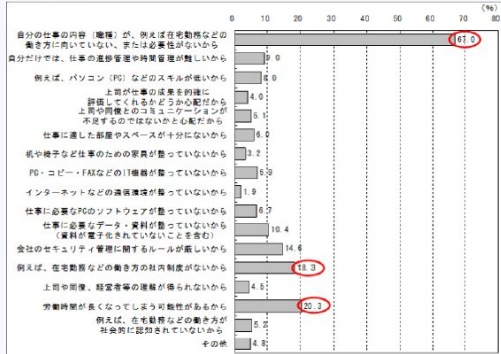 (%)
0 10 20 30 40 50 60 70 80
自分の仕事の内容（職種）が、例えば在宅勤務などの
働き方に向いていない、または必要性がないから
67.0
自分だけでは、仕事の進捗管理や時間管理が難しいから
9.0
例えば、パソコン（PC）などのスキルが低いから
8.0
上司が仕事の成果を的確に
評価してくれるかどうか心配だから
4.0
上司や同僚とのコミュニケーションが
不足するのではないかと心配だから
5.1
仕事に適した部屋やスペースが十分にないから
6.0
机や椅子など仕事のための家具が整っていないから
3.2
PC・コピー・FAXなどのIT機器が整っていないから
インターネットなどの通信環境が整っていないから
1.9
仕事に必要なPCのソフトウェアが整っていないから
6.7
仕事に必要なデータ・資料が整っていないから
（資料が電子化されていないことを含む）
10.4
会社のセキュリティ管理に関するルールが厳しいから
14.6
例えば、在宅勤務などの働き方の社内制度がないから
18.3
上司や同僚、経営者等の理解が得られないから
4.5
労働時間が長くなってしまう可能性があるから
20.3
例えば、在宅勤務などの働き方が
社会的に認知されていないから
その他
4.8